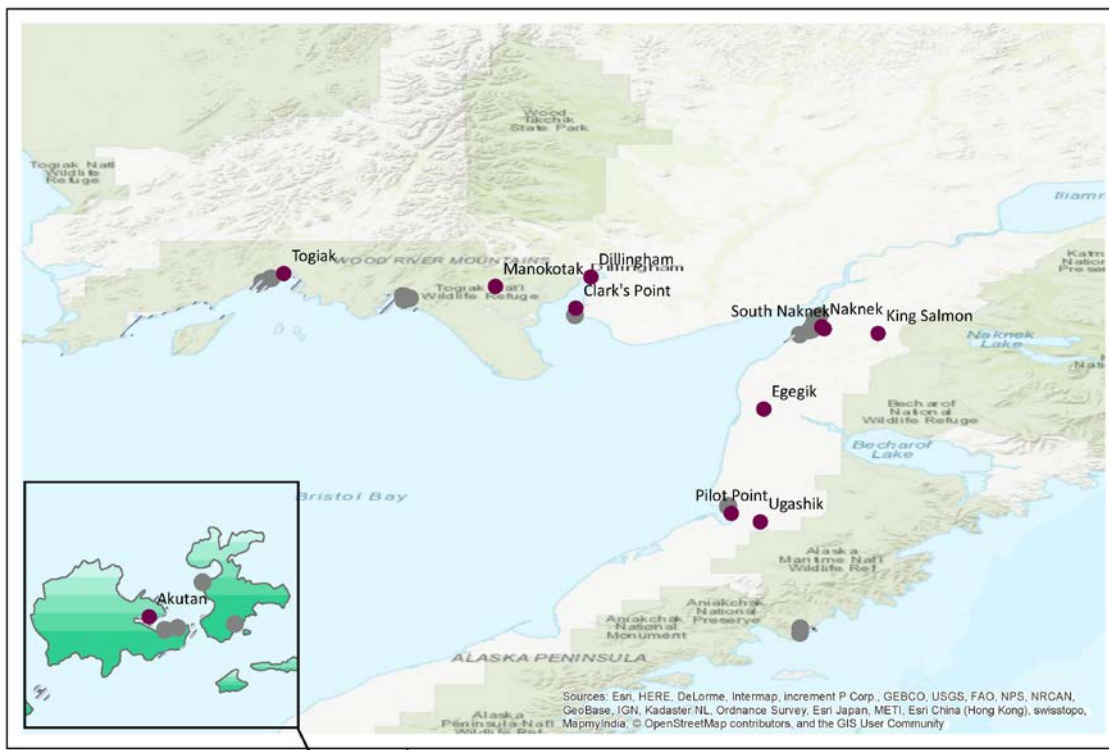 Wood-
Tikchik
State Park
Togiak Nat'l
Wildlife
Refuge
Iliamn
Katm
Nation
Preser
Togiak
WOOD RIVER MOUNTAINS
Manokotak
Dillingham
Dillingham
Togiak Nat'l
Wildlife Refuge
Clark's Point
South Naknek
Naknek
King Salmon
Naknek
Lake
Egegik
Becharof
National
Wildlife Refuge
Becharof
Lake
Bristol Bay
Pilot Point
Ugashik
Alaska
Maritime Nat'l
Wildlife Ref
Akutan
Aniakchak
National
Preserve
Aniakchak
National
Monument
ALASKA PENINSULA
Alaska
Peninsula Nat'l
Wildlife Ref
Sources: Esri, HERE, DeLorme, Intermap, increment P Corp., GEBCO, USGS, FAO, NPS, NRCAN,
GeoBase, IGN, Kadaster NL, Ordnance Survey, Esri Japan, METI, Esri China (Hong Kong), swisstopo,
MapmyIndia, © OpenStreetMap contributors, and the GIS User Community